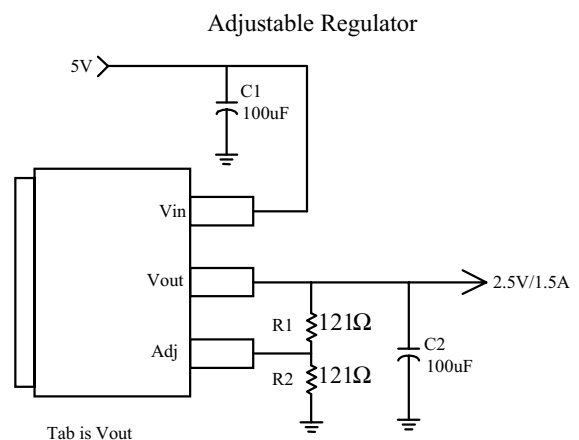 Adjustable Regulator
5V
C1
100uF
Vin
Vout
2.5V/1.5A
R1 121Ω
Adj
C2
100uF
R2 121Ω
Tab is Vout